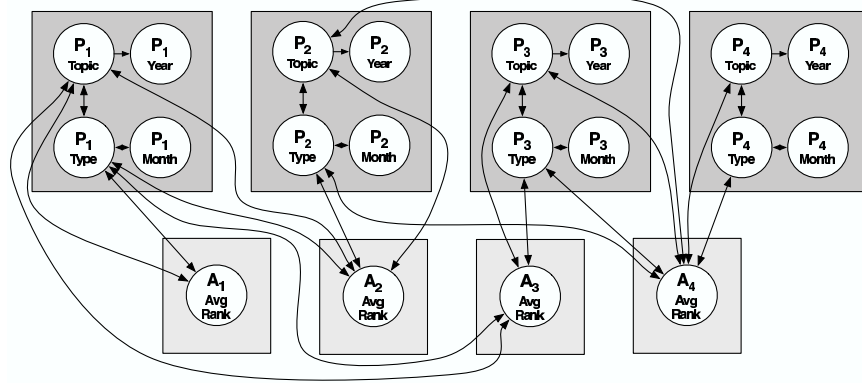 P1 Topic
P1 Year
P2 Topic
P2 Year
P3 Topic
P3 Year
P4 Topic
P4 Year
P1 Type
P1 Month
P2 Type
P2 Month
P3 Type
P3 Month
P4 Type
P4 Month
A1 Avg Rank
A2 Avg Rank
A3 Avg Rank
A4 Avg Rank